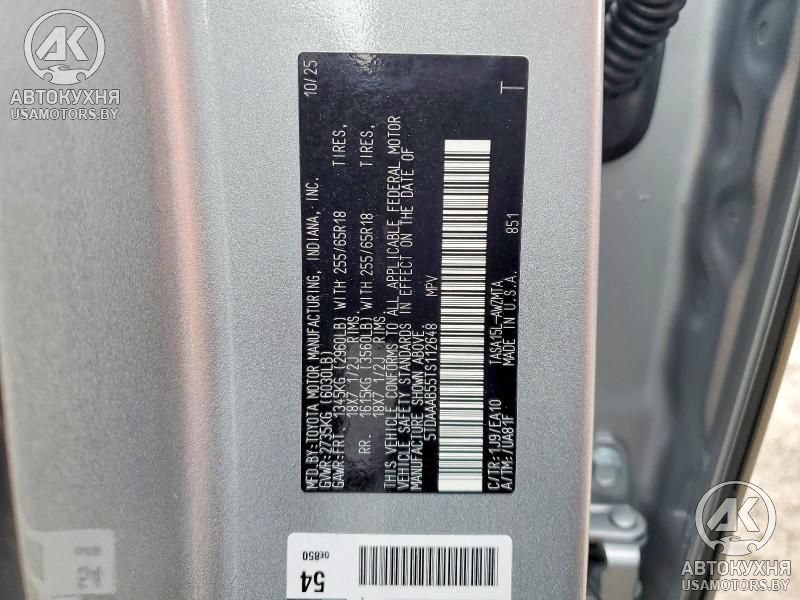 AK
АВТОКУХНЯ
USAMOTORS.BY
MFD.BY:TOYOTA MOTOR MANUFACTURING, INDIANA, INC. 10/25
GVWR:2735KG (6030LB)
GAWR:FRT. 1345KG (2960LB) WITH 255/65R18 TIRES,
18X7 1/2J RIMS
RR. 1615KG (3560LB) WITH 255/65R18 TIRES,
18X7 1/2J RIMS
THIS VEHICLE CONFORMS TO ALL APPLICABLE FEDERAL MOTOR
VEHICLE SAFETY STANDARDS IN EFFECT ON THE DATE OF
MANUFACTURE SHOWN ABOVE.
5TDAAAB55TS112648 MPV
C/TR:1J9/EA10 TASA15L-AWZMTA 851 T
A/TM:/UA81F MADE IN U.S.A.
54
0E850
AK
АВТОКУХНЯ
USAMOTORS.BY